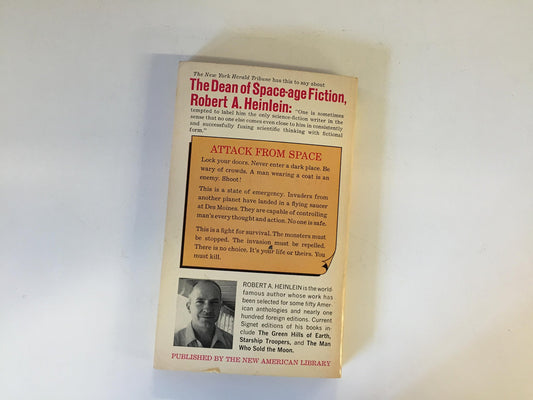 The New York Herald Tribune has this to say about
The Dean of Space-age Fiction,
Robert A. Heinlein: "One is sometimes
tempted to label him the only science-fiction writer in the
sense that no one else comes even close to him in consistently
and successfully fusing scientific thinking with fictional
form."
ATTACK FROM SPACE
Lock your doors. Never enter a dark place. Be
wary of crowds. A man wearing a coat is an
enemy. Shoot!
This is a state of emergency. Invaders from
another planet have landed in a flying saucer
at Des Moines. They are capable of controlling
man's every thought and action. No one is safe.
This is a fight for survival. The monsters must
be stopped. The invasion must be repelled.
There is no choice. It's your life or theirs. You
must kill.
ROBERT A. HEINLEIN is the world-
famous author whose work has
been selected for some fifty Amer-
ican anthologies and nearly one
hundred foreign editions. Current
Signet editions of his books in-
clude The Green Hills of Earth,
Starship Troopers, and The Man
Who Sold the Moon.
PUBLISHED BY THE NEW AMERICAN LIBRARY